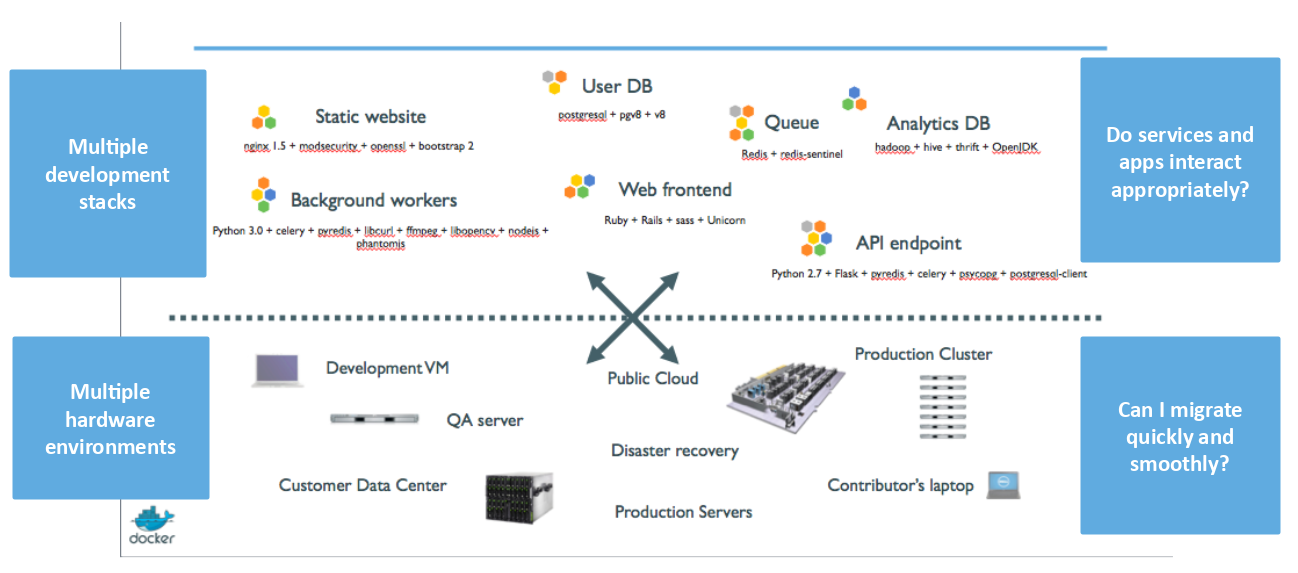 Multiple
development
stacks
Static website
nginx 1.5 + modsecurity + openssl + bootstrap 2
Background workers
Python 3.0 + celery + pyredis + libcurl + ffmpeg + libopencv + nodejs +
phantomjs
User DB
postgresql + pgv8 + v8
Web frontend
Ruby + Rails + sass + Unicorn
Queue
Redis + redis-sentinel
Analytics DB
hadoop + hive + thrift + OpenJDK
API endpoint
Python 2.7 + Flask + pyredis + celery + psycopg + postgresql-client
Do services and
apps interact
appropriately?
Multiple
hardware
environments
Development VM
QA server
Customer Data Center
Public Cloud
Disaster recovery
Production Servers
Production Cluster
Contributor's laptop
Can I migrate
quickly and
smoothly?
docker